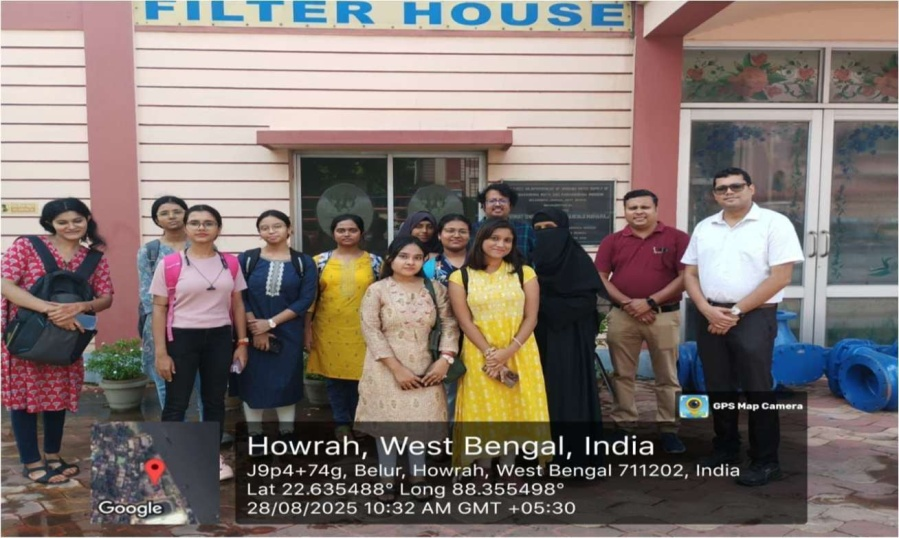 FILTER HOUSE
GPS Map Camera
Howrah, West Bengal, India
J9p4+74g, Belur, Howrah, West Bengal 711202, India
Lat 22.635488° Long 88.355498°
28/08/2025 10:32 AM GMT +05:30
Google